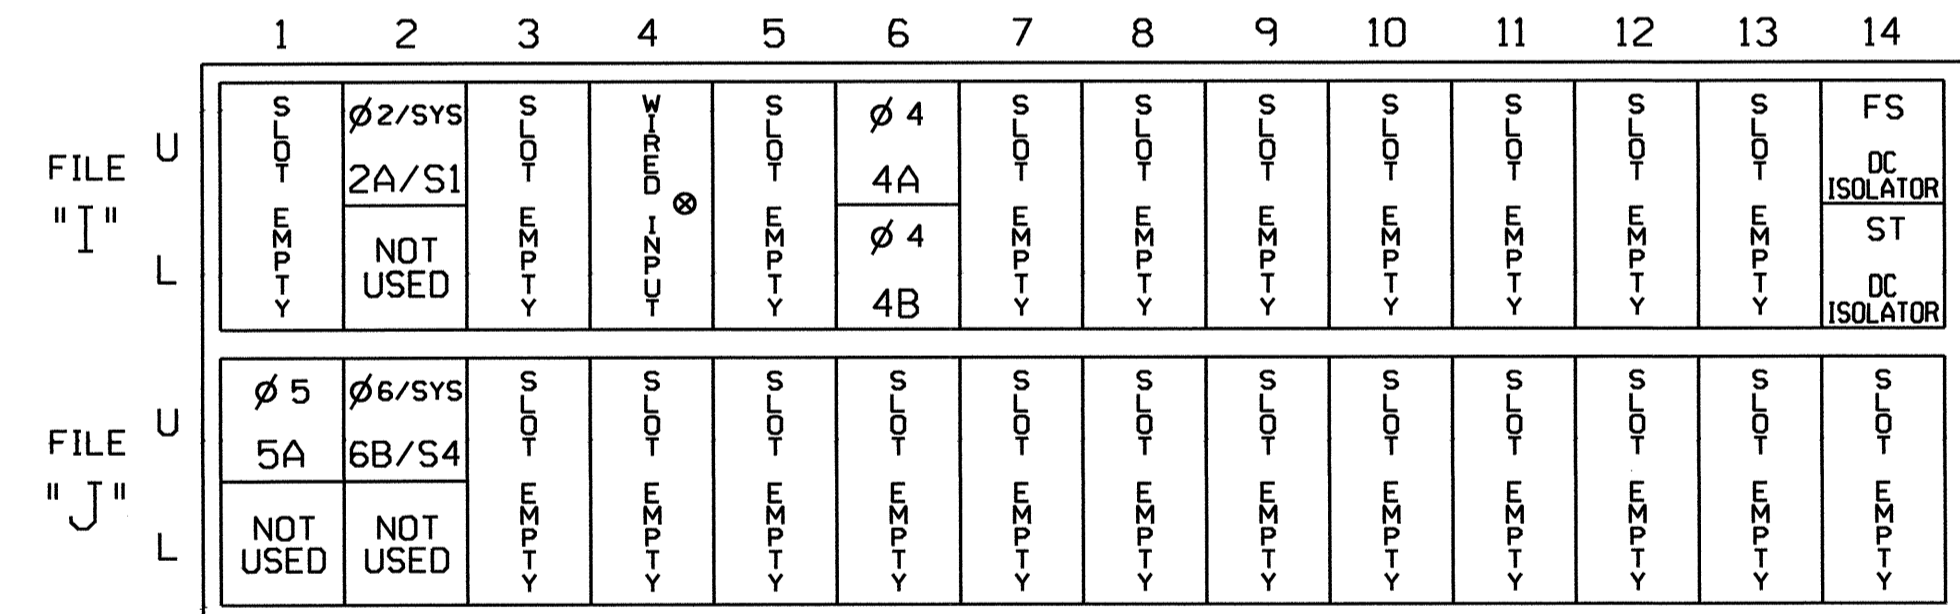 1 2 3 4 5 6 7 8 9 10 11 12 13 14
FILE "I"
U
L
SLOT EMPTY
Ø2/SYS
2A/S1
NOT USED
SLOT EMPTY
WIRED INPUT ⊗
SLOT EMPTY
Ø 4
4A
Ø 4
4B
SLOT EMPTY
SLOT EMPTY
SLOT EMPTY
SLOT EMPTY
SLOT EMPTY
SLOT EMPTY
SLOT EMPTY
FS
DC
ISOLATOR
ST
DC
ISOLATOR
FILE "J"
U
L
Ø 5
5A
NOT USED
Ø6/SYS
6B/S4
NOT USED
SLOT EMPTY
SLOT EMPTY
SLOT EMPTY
SLOT EMPTY
SLOT EMPTY
SLOT EMPTY
SLOT EMPTY
SLOT EMPTY
SLOT EMPTY
SLOT EMPTY
SLOT EMPTY
SLOT EMPTY